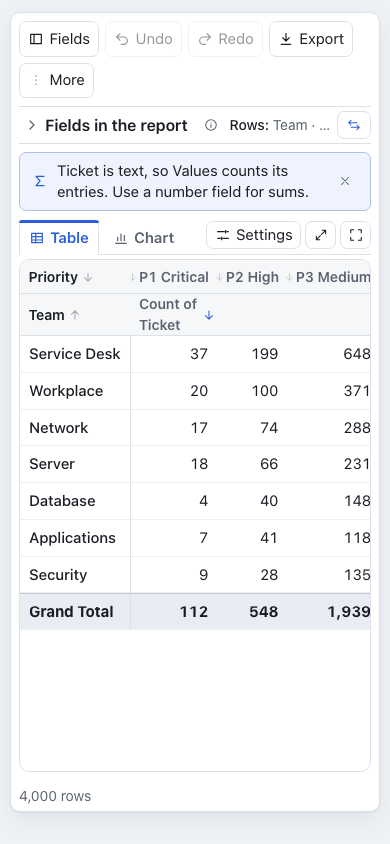 Fields Undo Redo Export
More
Fields in the report Rows: Team · ...
Ticket is text, so Values counts its
entries. Use a number field for sums.
Table Chart Settings
Priority ↓ ↓ P1 Critical ↓ P2 High ↓ P3 Medium
Team ↑ Count of Ticket ↓
Service Desk 37 199 648
Workplace 20 100 371
Network 17 74 288
Server 18 66 231
Database 4 40 148
Applications 7 41 118
Security 9 28 135
Grand Total 112 548 1,939
4,000 rows